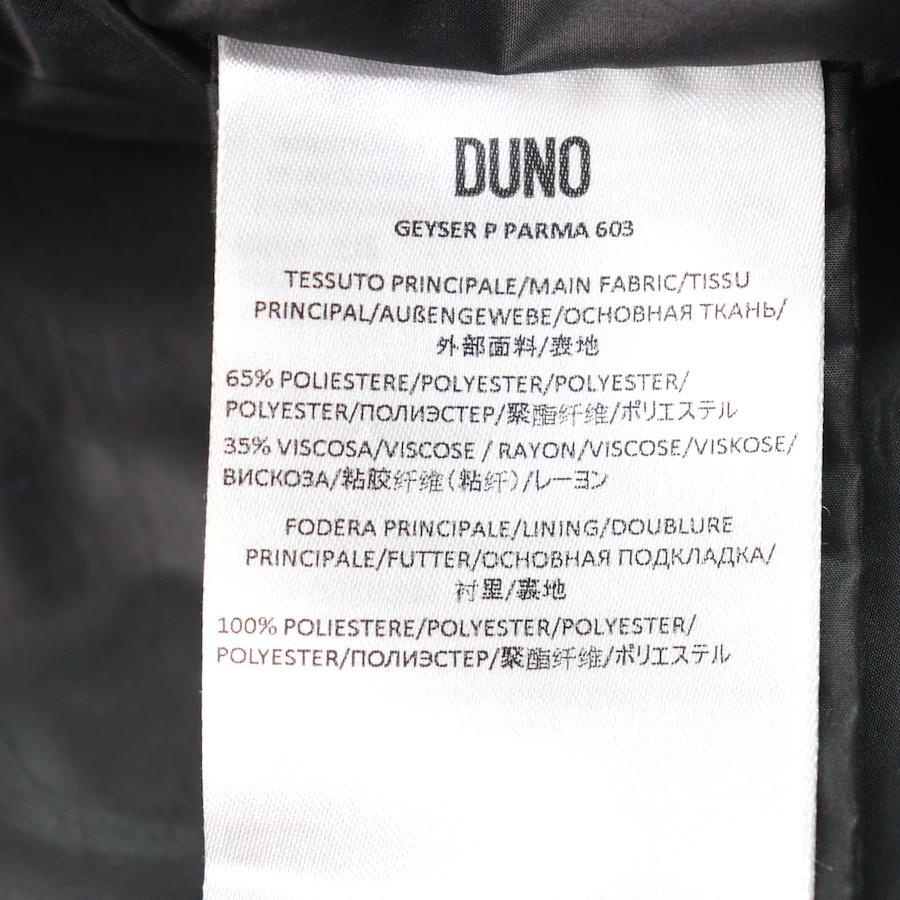 DUNO
GEYSER P PARMA 603
TESSUTO PRINCIPALE/MAIN FABRIC/TISSU
PRINCIPAL/AUßENGEWEBE/ОСНОВНАЯ ТКАНЬ/
外部面料/表地
65% POLIESTERE/POLYESTER/POLYESTER/
POLYESTER/ПОЛИЭСТЕР/聚酯纤维/ポリエステル
35% VISCOSA/VISCOSE / RAYON/VISCOSE/VISKOSE/
ВИСКОЗА/粘胶纤维(粘纤)/レーヨン
FODERA PRINCIPALE/LINING/DOUBLURE
PRINCIPALE/FUTTER/ОСНОВНАЯ ПОДКЛАДКА/
衬里/裏地
100% POLIESTERE/POLYESTER/POLYESTER/
POLYESTER/ПОЛИЭСТЕР/聚酯纤维/ポリエステル